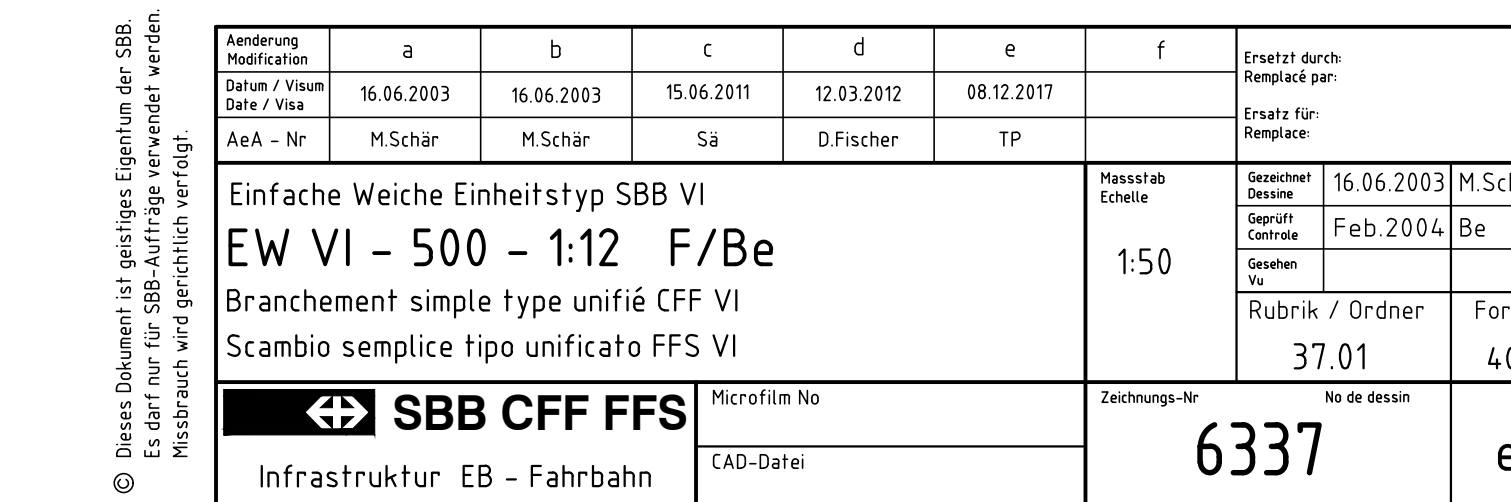 © Dieses Dokument ist geistiges Eigentum der SBB.
Es darf nur für SBB-Aufträge verwendet werden.
Missbrauch wird gerichtlich verfolgt.
Aenderung
Modification
a b c d e f
Datum / Visum
Date / Visa
16.06.2003 16.06.2003 15.06.2011 12.03.2012 08.12.2017
AeA - Nr M.Schär M.Schär Sä D.Fischer TP
Ersetzt durch:
Remplacé par:
Ersatz für:
Remplace:
Einfache Weiche Einheitstyp SBB VI
EW VI - 500 - 1:12 F/Be
Branchement simple type unifié CFF VI
Scambio semplice tipo unificato FFS VI
Massstab
Echelle
1:50
Gezeichnet
Dessine
16.06.2003
Geprüft
Controle
Feb.2004 Be
Gesehen
Vu
Rubrik / Ordner
37.01
SBB CFF FFS
Infrastruktur EB - Fahrbahn
Microfilm No
CAD-Datei
Zeichnungs-Nr No de dessin
6337